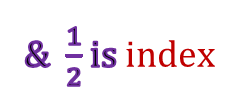 & 1/2 is index